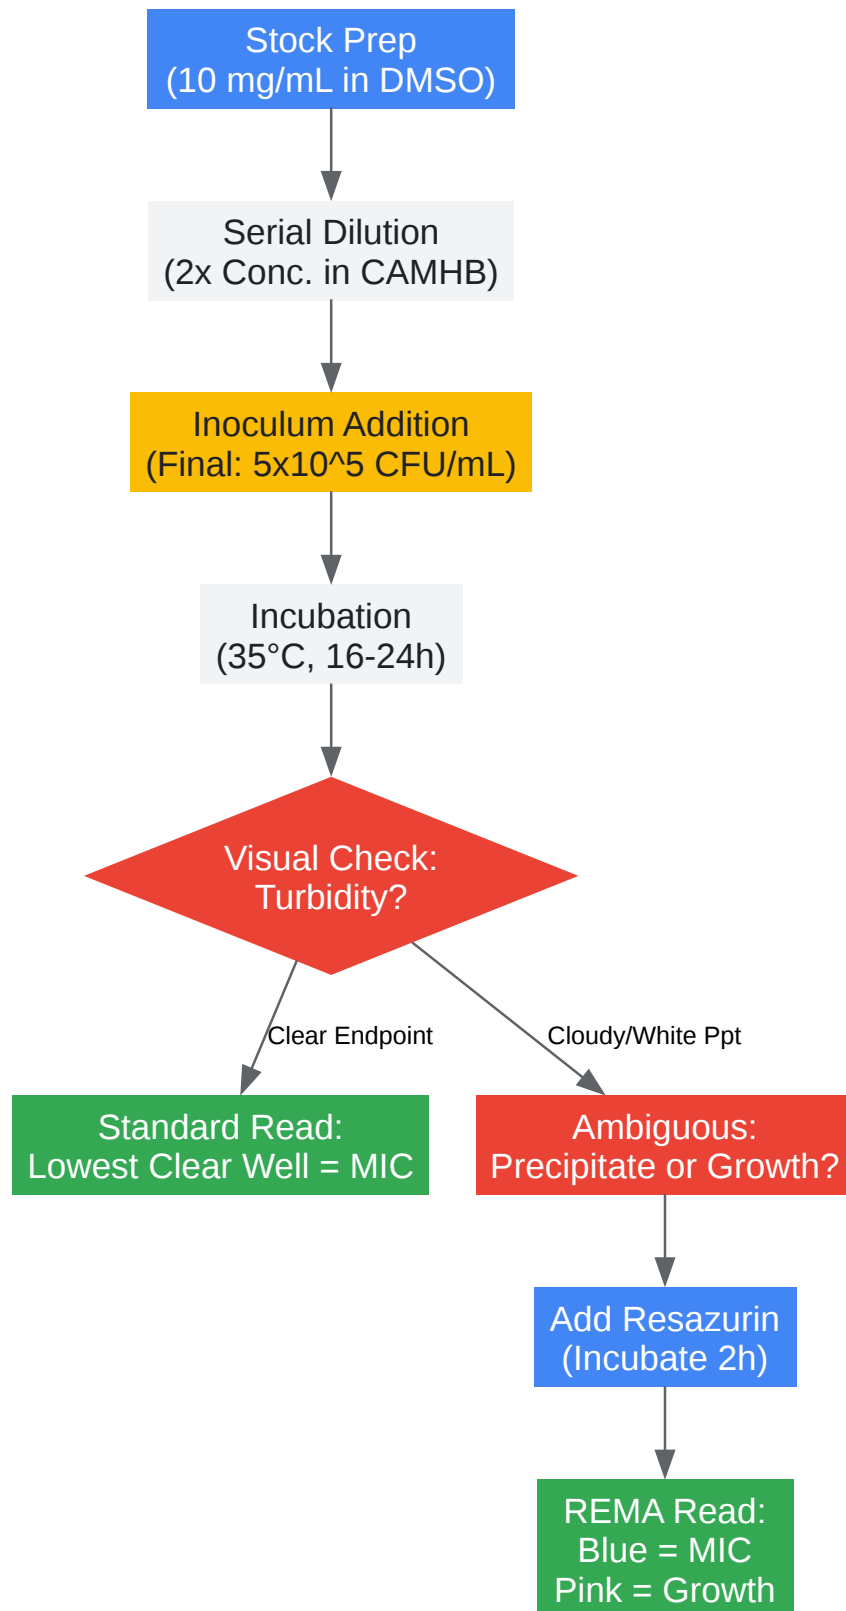 Stock Prep
(10 mg/mL in DMSO)
Serial Dilution
(2x Conc. in CAMHB)
Inoculum Addition
(Final: 5x10^5 CFU/mL)
Incubation
(35°C, 16-24h)
Visual Check:
Turbidity?
Clear Endpoint
Cloudy/White Ppt
Standard Read:
Lowest Clear Well = MIC
Ambiguous:
Precipitate or Growth?
Add Resazurin
(Incubate 2h)
REMA Read:
Blue = MIC
Pink = Growth